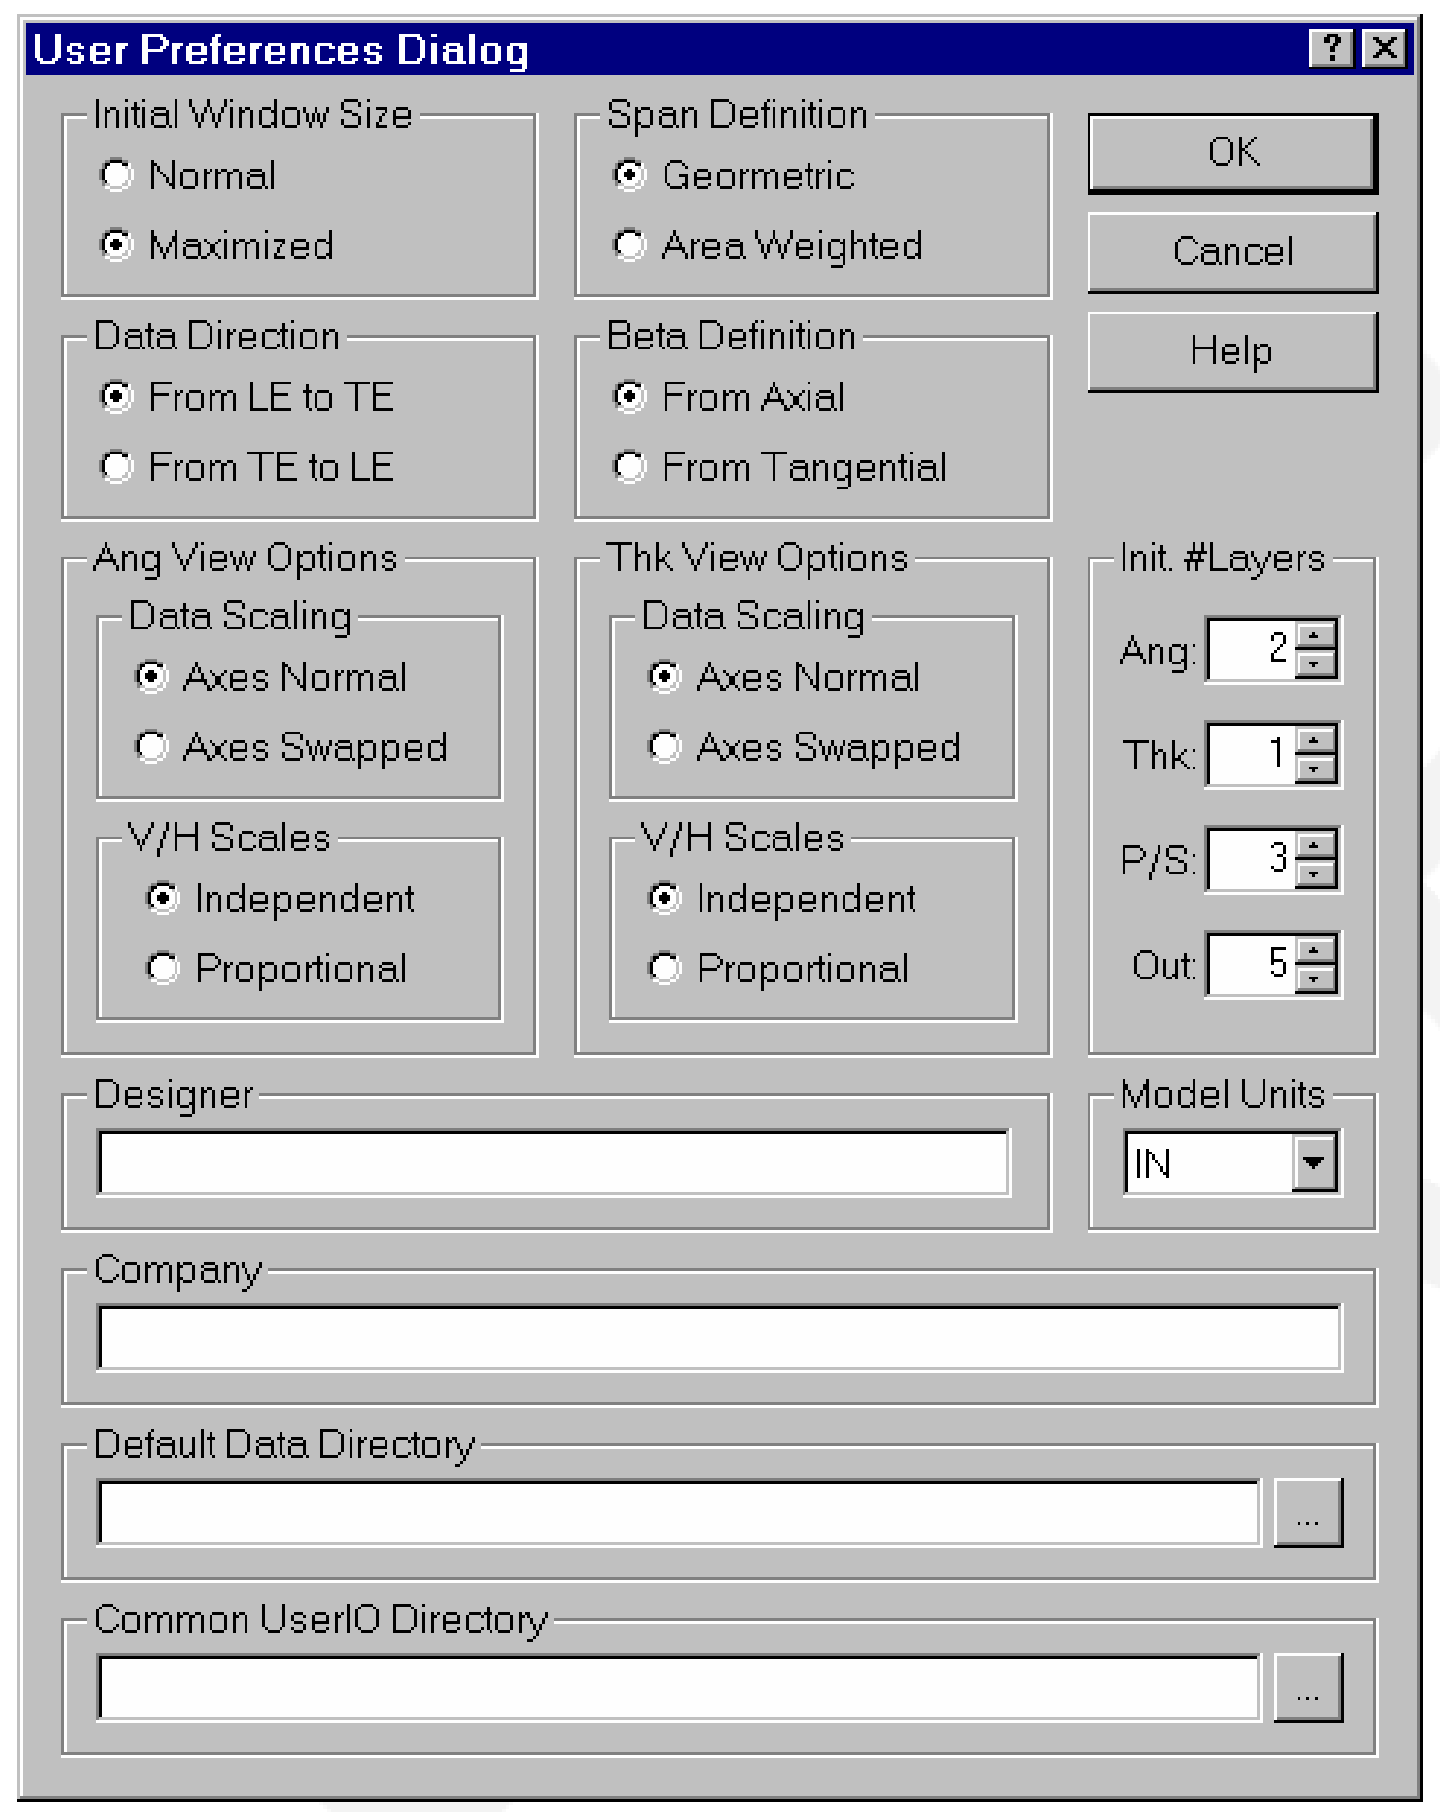 User Preferences Dialog
Initial Window Size
Normal
Maximized
Span Definition
Geormetric
Area Weighted
OK
Cancel
Help
Data Direction
From LE to TE
From TE to LE
Beta Definition
From Axial
From Tangential
Ang View Options
Data Scaling
Axes Normal
Axes Swapped
V/H Scales
Independent
Proportional
Thk View Options
Data Scaling
Axes Normal
Axes Swapped
V/H Scales
Independent
Proportional
Init. #Layers
Ang: 2
Thk: 1
P/S: 3
Out: 5
Designer
Model Units
IN
Company
Default Data Directory
...
Common UserIO Directory
...